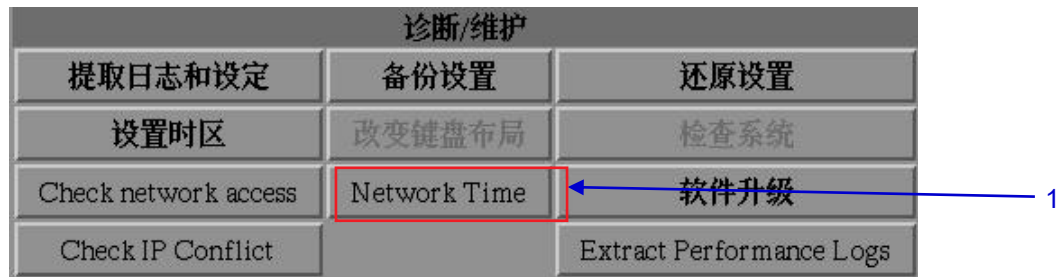 诊断/维护
提取日志和设定 备份设置 还原设置
设置时区 改变键盘布局 检查系统
Check network access Network Time 软件升级 1
Check IP Conflict Extract Performance Logs